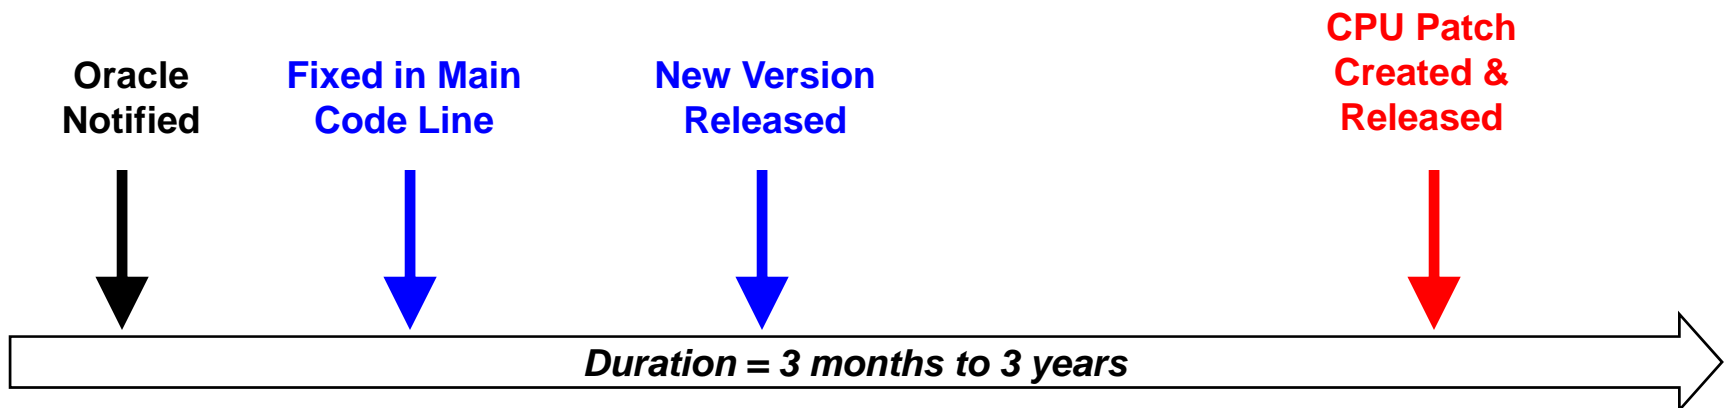 Oracle
Notified
Fixed in Main
Code Line
New Version
Released
CPU Patch
Created &
Released
Duration = 3 months to 3 years